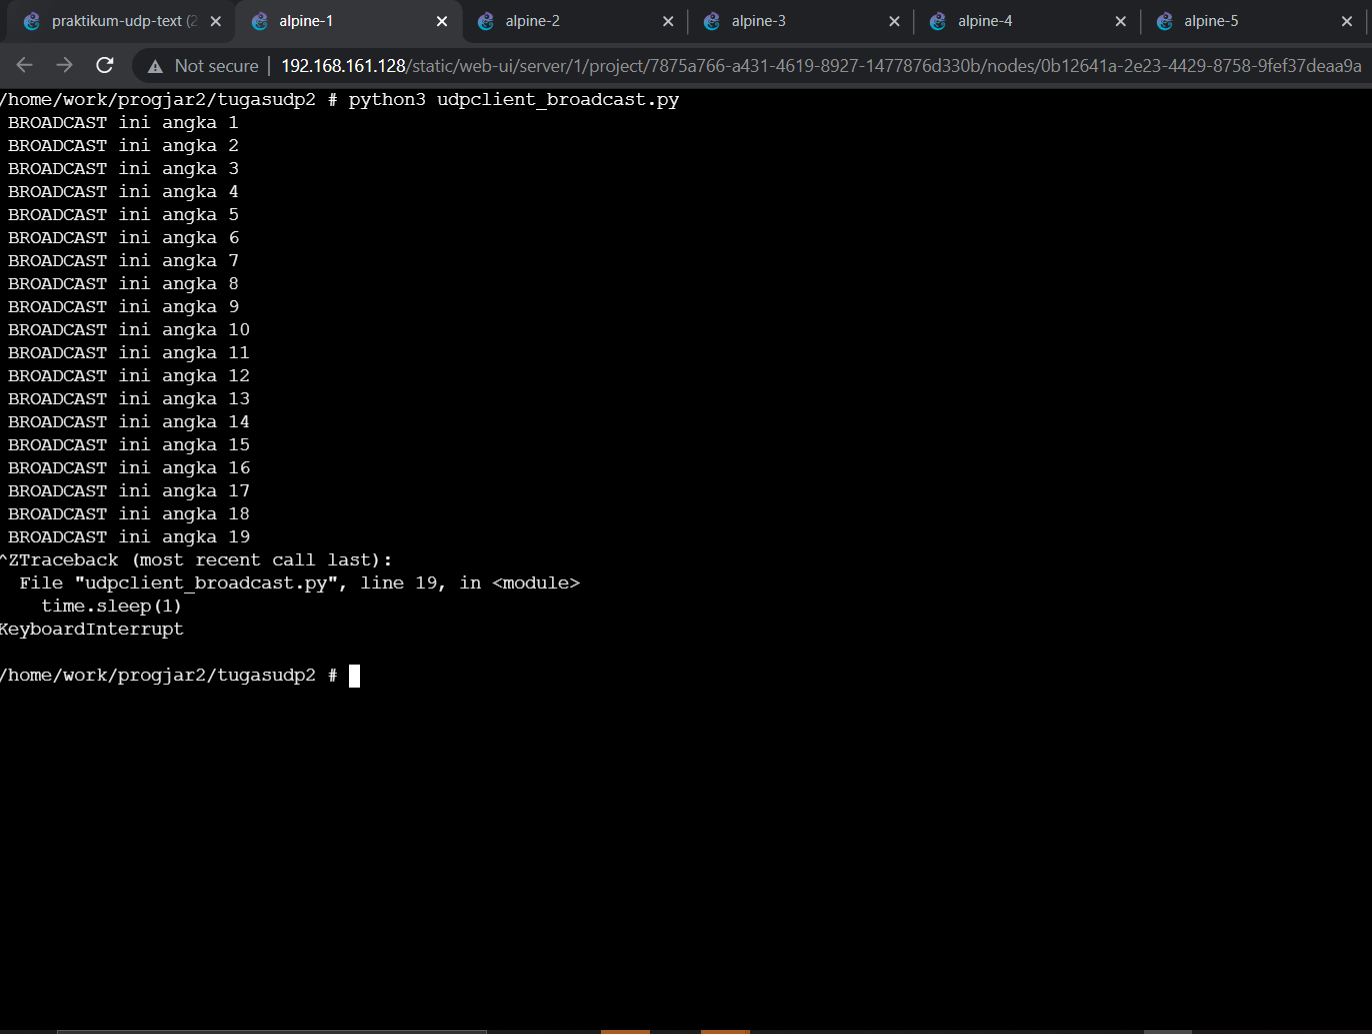 praktikum-udp-text (2
alpine-1
alpine-2
alpine-3
alpine-4
alpine-5
Not secure | 192.168.161.128/static/web-ui/server/1/project/7875a766-a431-4619-8927-1477876d330b/nodes/0b12641a-2e23-4429-8758-9fef37deaa9a
/home/work/progjar2/tugasudp2 # python3 udpclient_broadcast.py
BROADCAST ini angka 1
BROADCAST ini angka 2
BROADCAST ini angka 3
BROADCAST ini angka 4
BROADCAST ini angka 5
BROADCAST ini angka 6
BROADCAST ini angka 7
BROADCAST ini angka 8
BROADCAST ini angka 9
BROADCAST ini angka 10
BROADCAST ini angka 11
BROADCAST ini angka 12
BROADCAST ini angka 13
BROADCAST ini angka 14
BROADCAST ini angka 15
BROADCAST ini angka 16
BROADCAST ini angka 17
BROADCAST ini angka 18
BROADCAST ini angka 19
^ZTraceback (most recent call last):
  File "udpclient_broadcast.py", line 19, in <module>
    time.sleep(1)
KeyboardInterrupt
/home/work/progjar2/tugasudp2 #